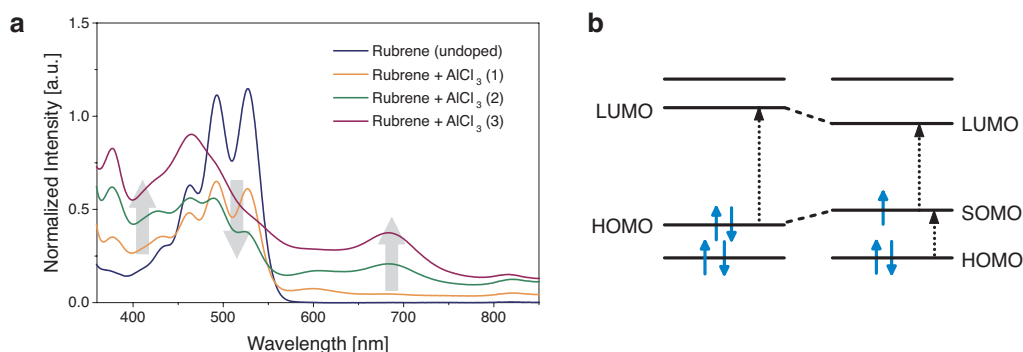 a
Normalized Intensity [a.u.]
1.5
1.0
0.5
0.0
400
500
600
700
800
Wavelength [nm]
Rubrene (undoped)
Rubrene + AlCl₃ (1)
Rubrene + AlCl₃ (2)
Rubrene + AlCl₃ (3)
b
LUMO
HOMO
LUMO
SOMO
HOMO